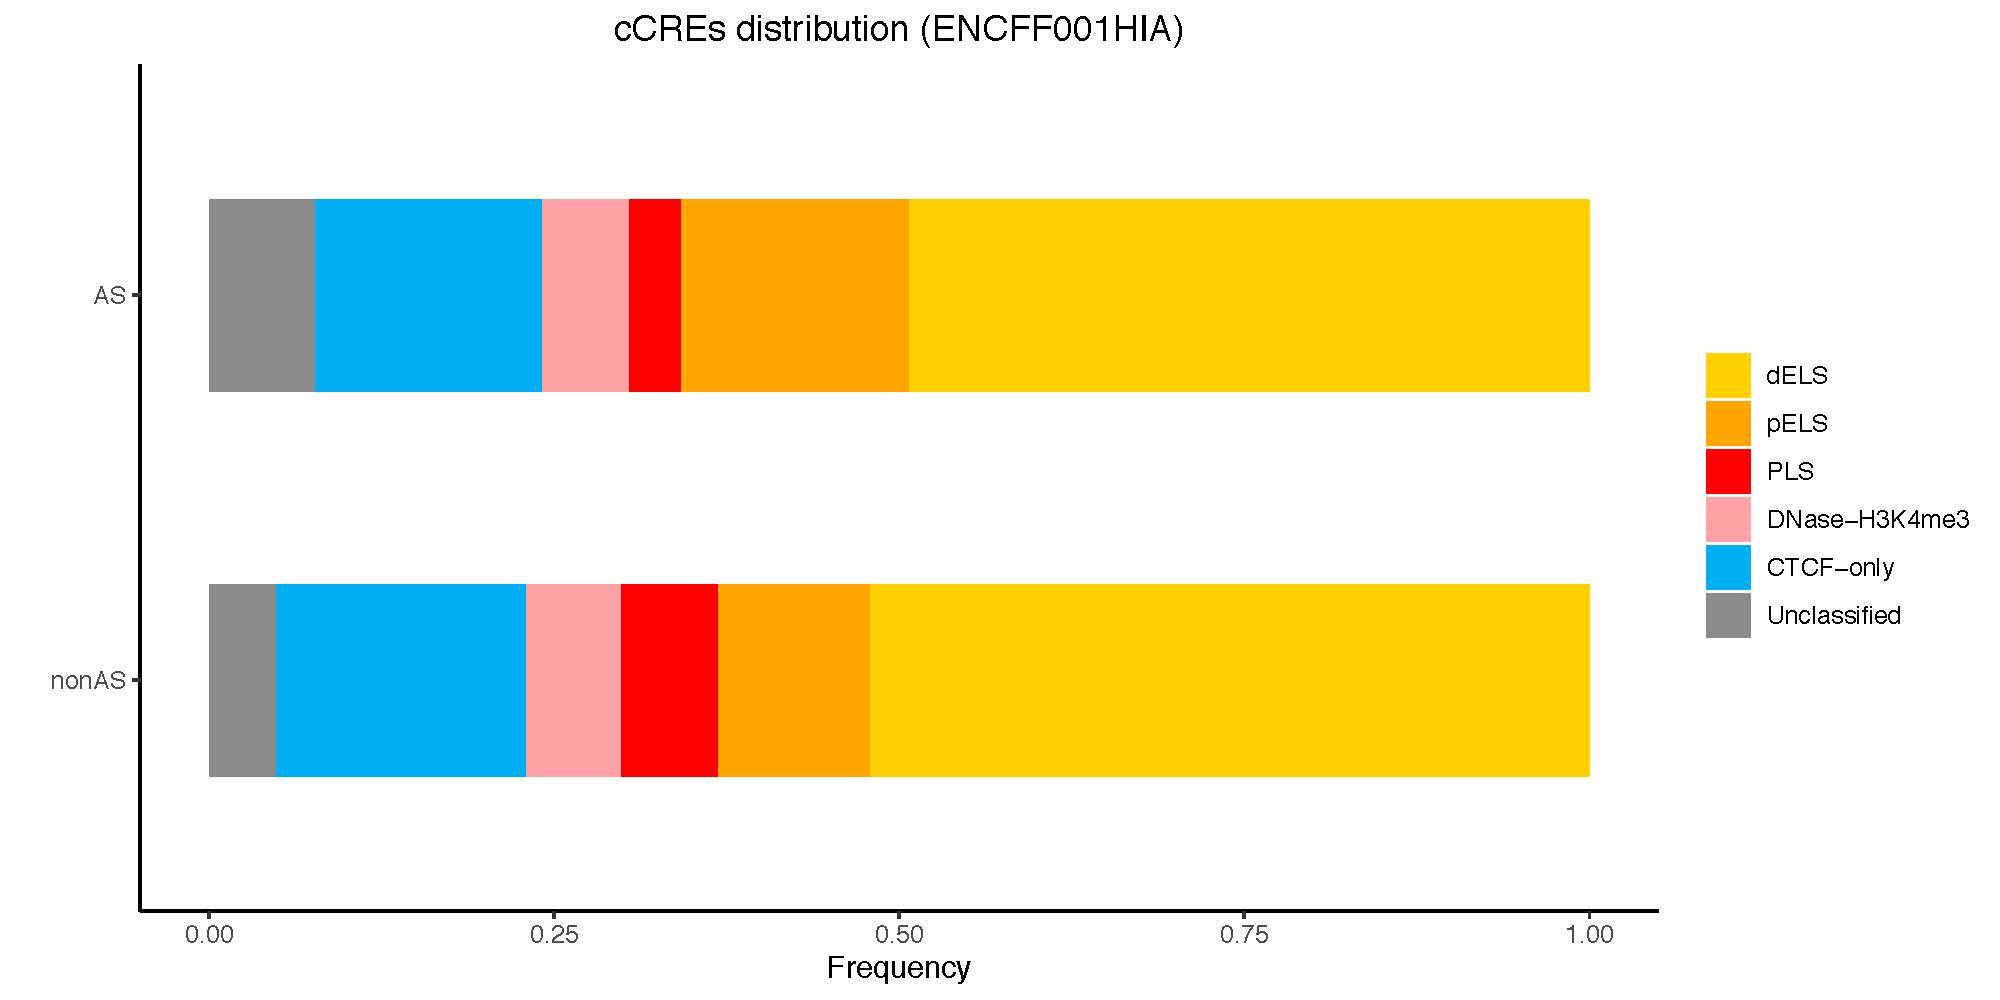 cCREs distribution (ENCFF001HIA)
AS
nonAS
0.00
0.25
0.50
0.75
1.00
Frequency
dELS
pELS
PLS
DNase−H3K4me3
CTCF−only
Unclassified